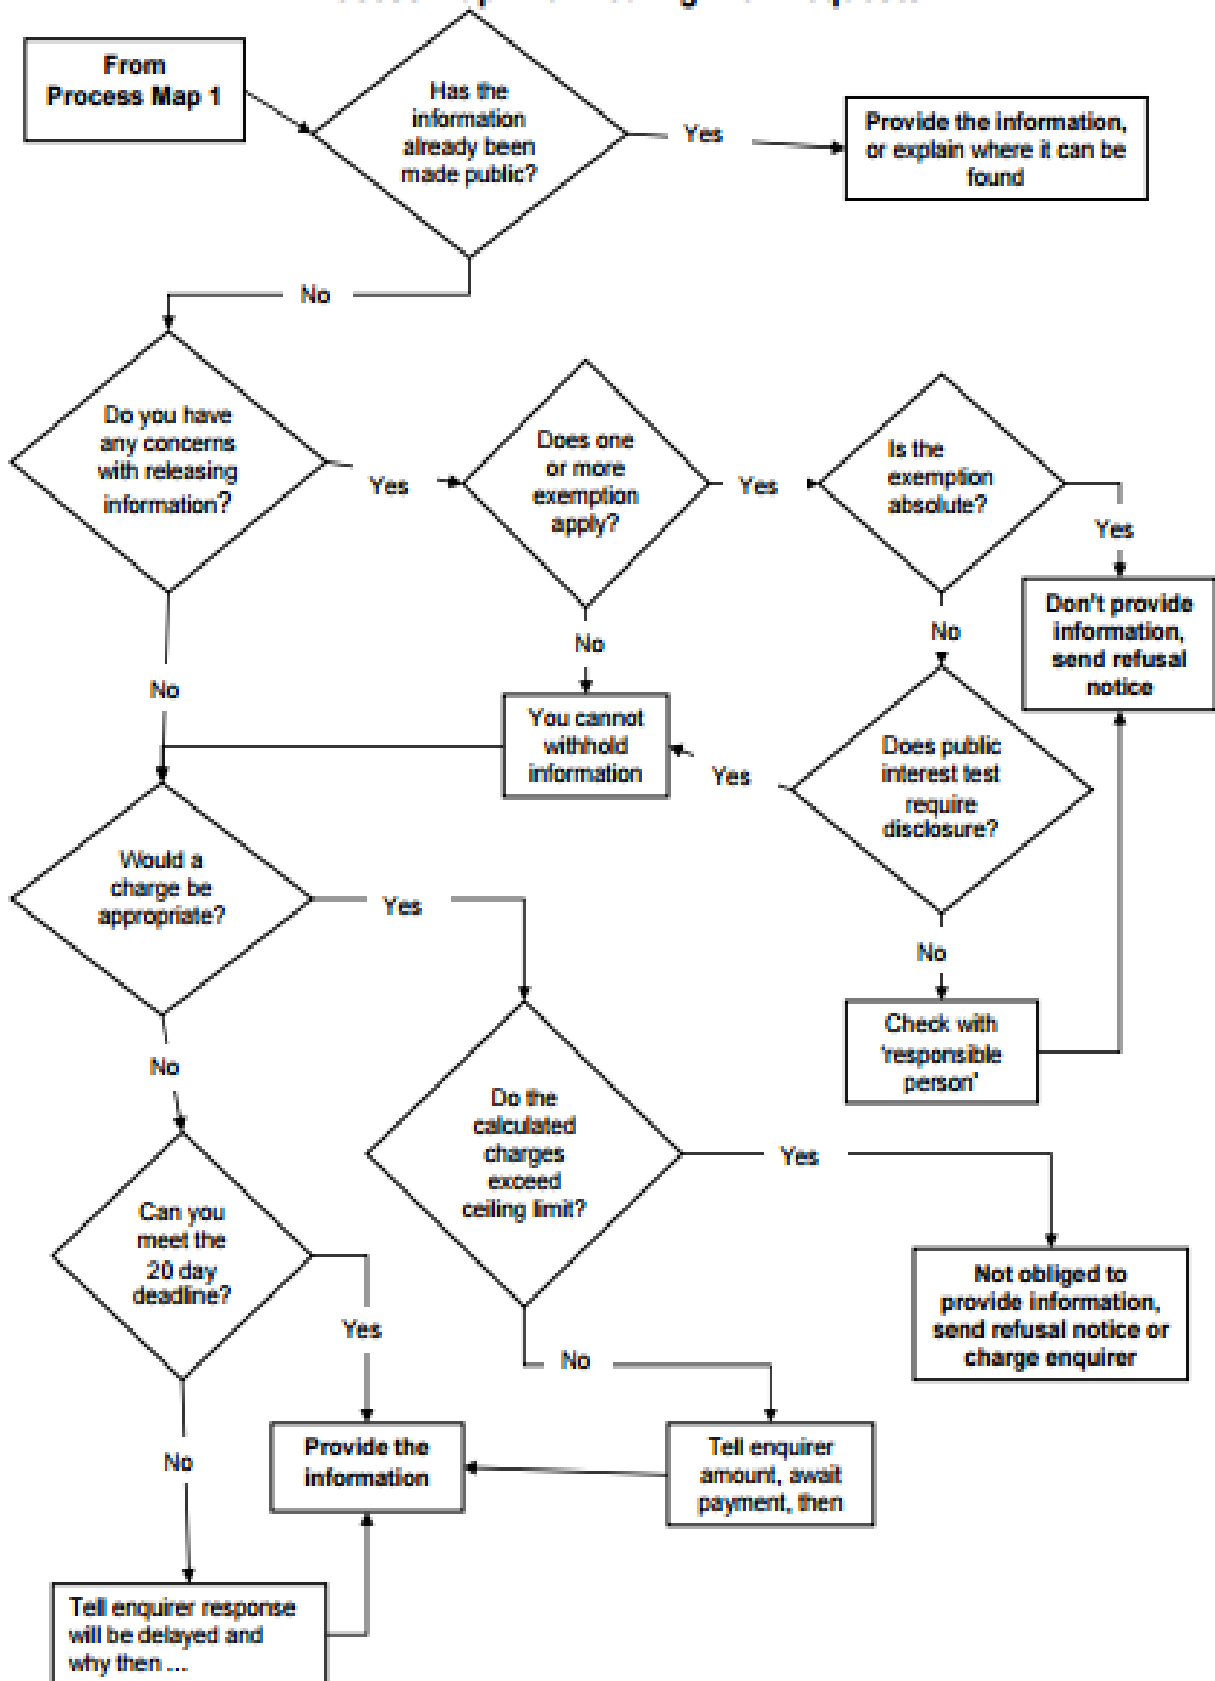 From
Process Map 1
Has the
information
already been
made public?
Yes
Provide the information,
or explain where it can be
found
No
Do you have
any concerns
with releasing
information?
Yes
Does one
or more
exemption
apply?
Yes
Is the
exemption
absolute?
Yes
Don't provide
information,
send refusal
notice
No
No
No
You cannot
withhold
information
Yes
Does public
interest test
require
disclosure?
Would a
charge be
appropriate?
Yes
No
Check with
'responsible
person'
No
Do the
calculated
charges
exceed
ceiling limit?
Yes
Can you
meet the
20 day
deadline?
Not obliged to
provide information,
send refusal notice or
charge enquirer
Yes
No
No
Provide the
information
Tell enquirer
amount, await
payment, then
Tell enquirer response
will be delayed and
why then ...